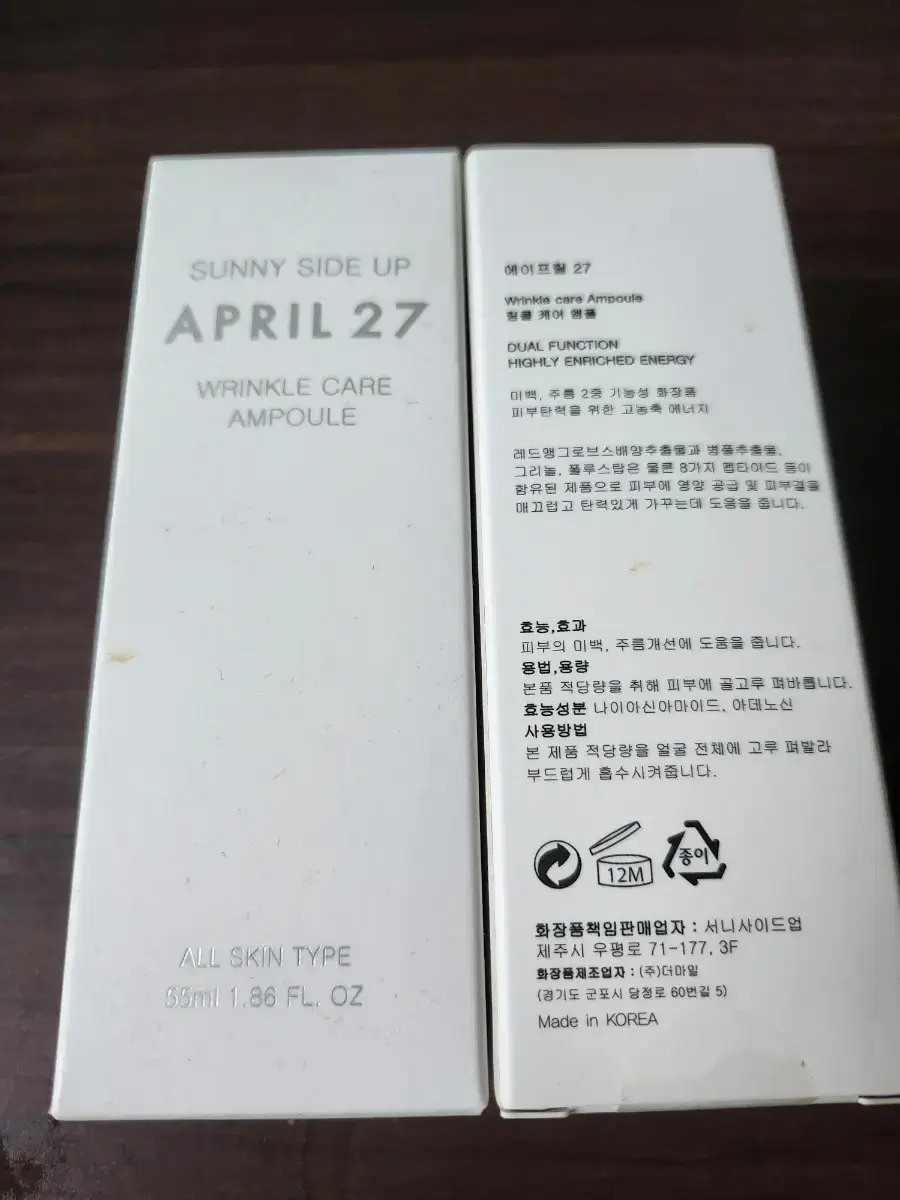 SUNNY SIDE UP
APRIL 27
WRINKLE CARE
AMPOULE
ALL SKIN TYPE
55ml 1.86 FL. OZ
에이프릴 27
Wrinkle care Ampoule
링클 케어 앰플
DUAL FUNCTION
HIGHLY ENRICHED ENERGY
미백, 주름 2중 기능성 화장품
피부탄력을 위한 고농축 에너지
레드맹그로브스배양추출물과 병풀추출물,
그리놀, 폴루스탑은 물론 8가지 펩타이드 등이
함유된 제품으로 피부에 영양 공급 및 피부결을
매끄럽고 탄력있게 가꾸는데 도움을 줍니다.
효능,효과
피부의 미백, 주름개선에 도움을 줍니다.
용법,용량
본품 적당량을 취해 피부에 골고루 펴바릅니다.
효능성분 나이아신아마이드, 아데노신
사용방법
본 제품 적당량을 얼굴 전체에 고루 펴발라
부드럽게 흡수시켜줍니다.
12M
종이
화장품책임판매업자 : 서니사이드업
제주시 우평로 71-177, 3F
화장품제조업자 : (주)더마일
(경기도 군포시 당정로 60번길 5)
Made in KOREA